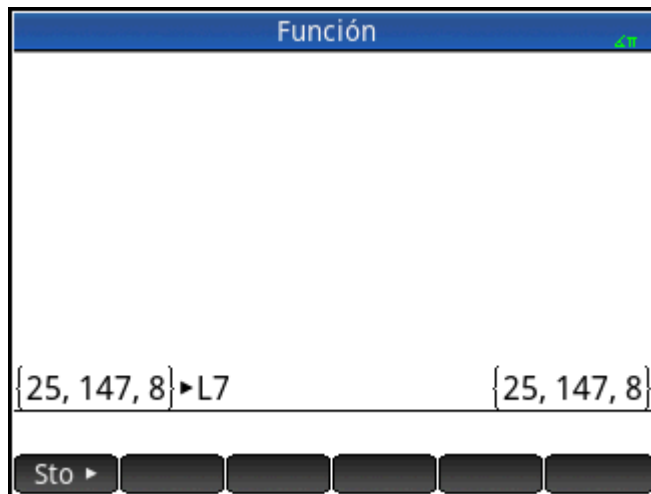 Función
∡π
{25, 147, 8}►L7 {25, 147, 8}
Sto ►